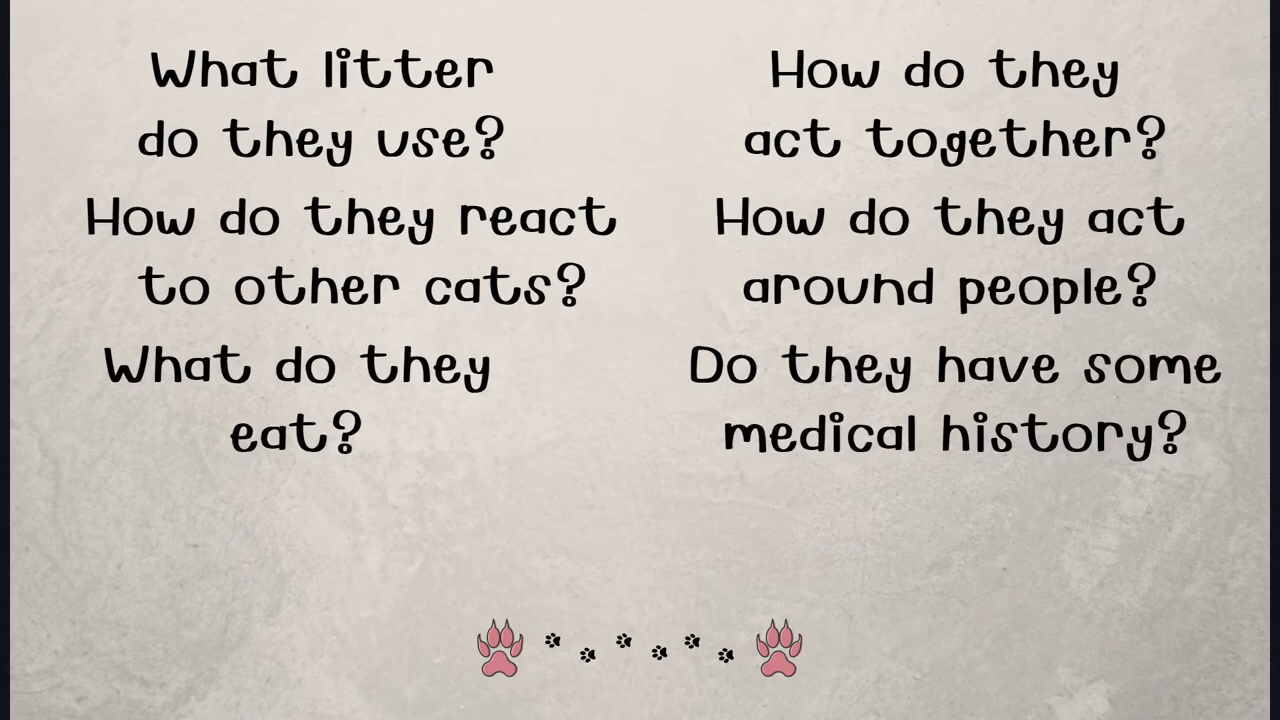 What litter
do they use?
How do they react
to other cats?
What do they
eat?
How do they
act together?
How do they act
around people?
Do they have some
medical history?